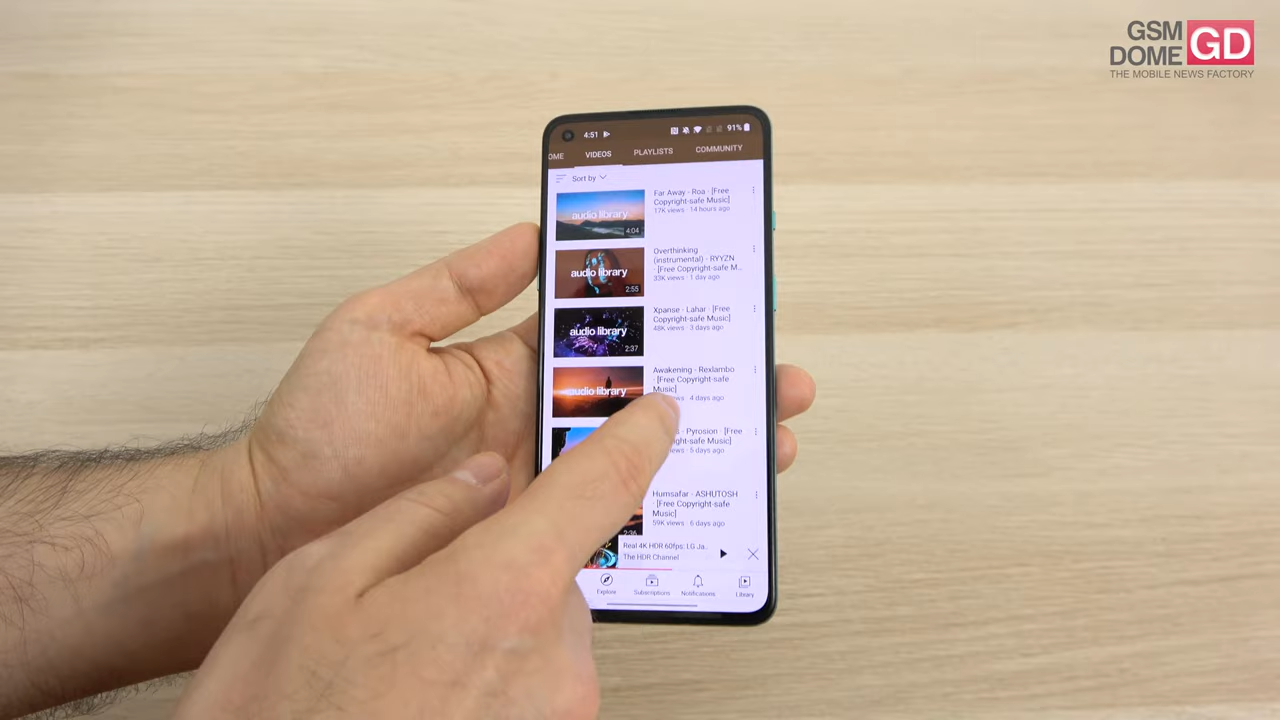 GSM
DOME GD
THE MOBILE NEWS FACTORY
4:51 91%
OME VIDEOS PLAYLISTS COMMUNITY
Sort by
audio library
4:04
Far Away - Roa · [Free
Copyright-safe Music]
17K views · 14 hours ago
audio library
2:55
Overthinking
(instrumental) - RYYZN
· [Free Copyright-safe M...
33K views · 1 day ago
audio library
2:37
Xpanse - Lahar · [Free
Copyright-safe
Music]
48K views · 3 days ago
audio library
Awakening - Rexlambo
· [Free Copyright-safe
Music]
4 days ago
- Pyrosion · [Free
Music]
5 days ago
2:36
Humsafar - ASHUTOSH
· [Free Copyright-safe
Music]
59K views · 6 days ago
Real 4K HDR 60fps: LG Ja...
The HDR Channel
Explore Subscriptions Notifications Library